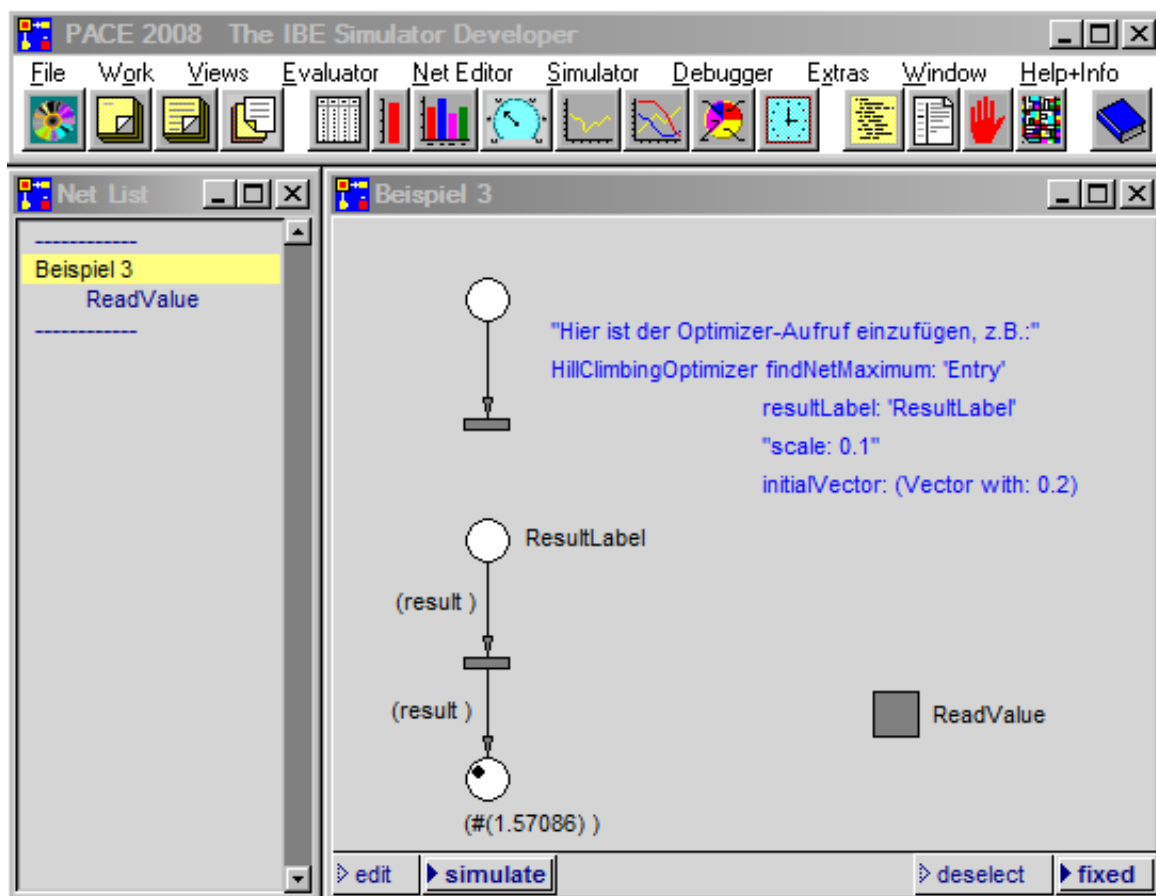 PACE 2008 The IBE Simulator Developer
File Work Views Evaluator Net Editor Simulator Debugger Extras Window Help+Info
Net List
------------
Beispiel 3
ReadValue
------------
Beispiel 3
"Hier ist der Optimizer-Aufruf einzufügen, z.B.:"
HillClimbingOptimizer findNetMaximum: 'Entry'
resultLabel: 'ResultLabel'
"scale: 0.1"
initialVector: (Vector with: 0.2)
ResultLabel
(result )
(result )
ReadValue
(#(1.57086) )
edit simulate deselect fixed